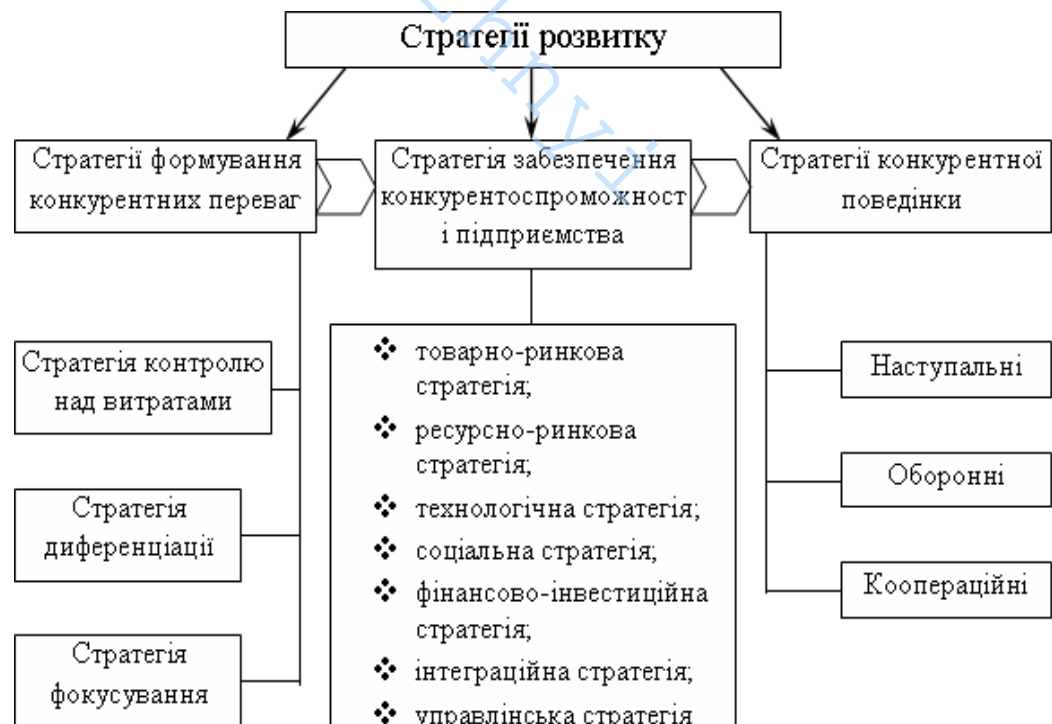 Стратегії розвитку
Стратегії формування
конкурентних переваг
Стратегія забезпечення
конкурентоспроможност
і підприємства
Стратегії конкурентної
поведінки
Стратегія контролю
над витратами
Стратегія
диференціації
Стратегія
фокусування
товарно-ринкова
стратегія;
ресурсно-ринкова
стратегія;
технологічна стратегія;
соціальна стратегія;
фінансово-інвестиційна
стратегія;
інтеграційна стратегія;
управлінська стратегія
Наступальні
Оборонні
Коопераційні